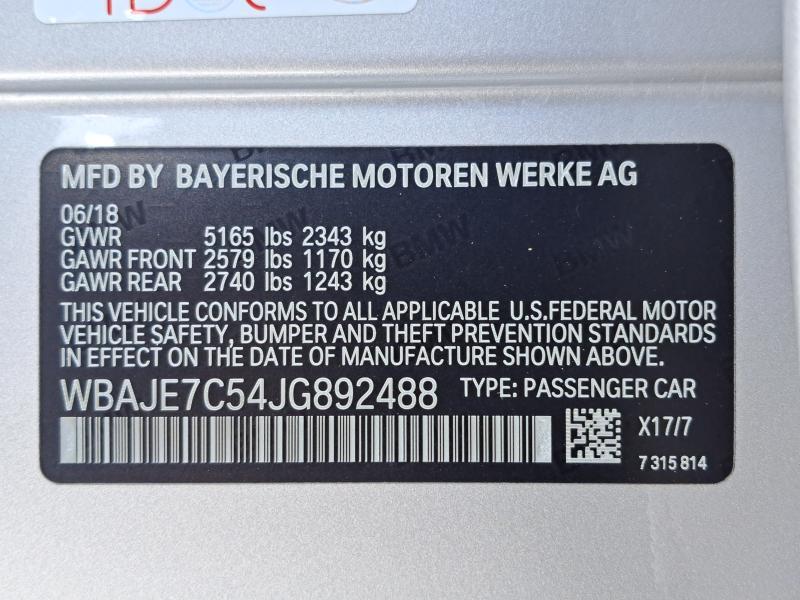 MFD BY BAYERISCHE MOTOREN WERKE AG
06/18
GVWR 5165 lbs 2343 kg
GAWR FRONT 2579 lbs 1170 kg
GAWR REAR 2740 lbs 1243 kg
THIS VEHICLE CONFORMS TO ALL APPLICABLE U.S.FEDERAL MOTOR
VEHICLE SAFETY, BUMPER AND THEFT PREVENTION STANDARDS
IN EFFECT ON THE DATE OF MANUFACTURE SHOWN ABOVE.
WBAJE7C54JG892488 TYPE: PASSENGER CAR
X17/7
7 315 814